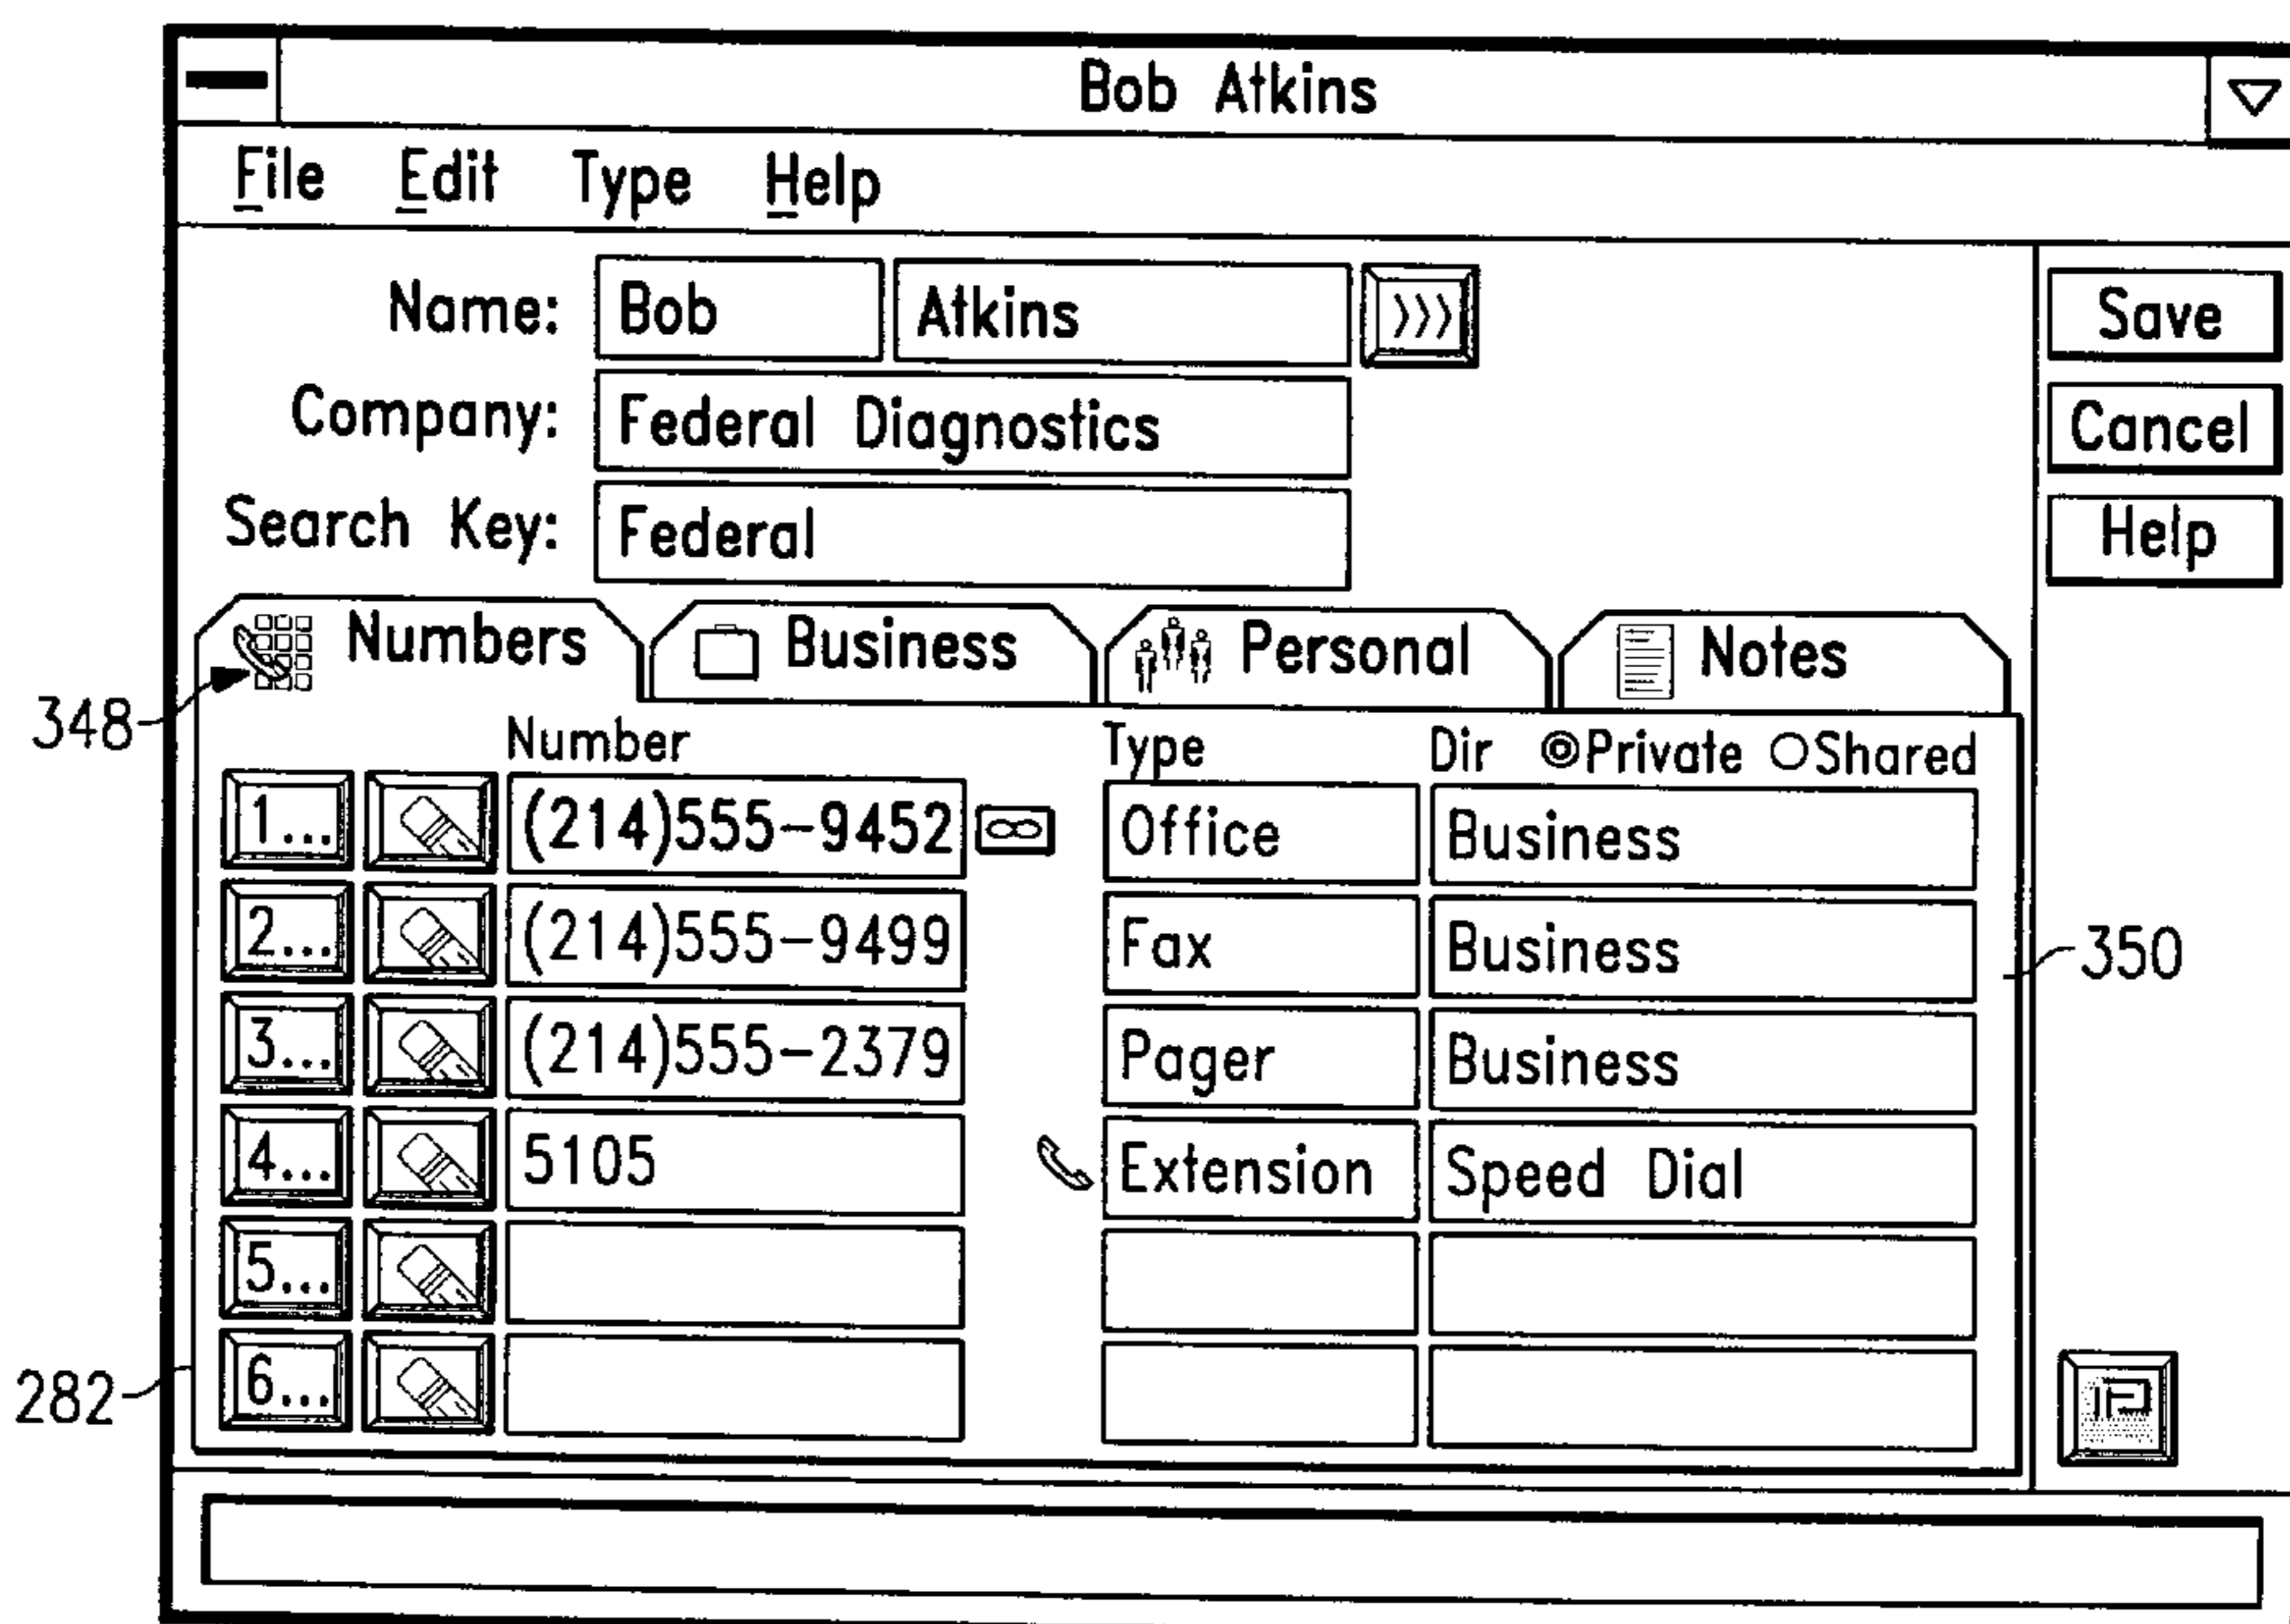 Bob Atkins
File Edit Type Help
Name: Bob Atkins >>>
Save
Company: Federal Diagnostics
Cancel
Search Key: Federal
Help
Numbers Business Personal Notes
348
Number Type Dir Private Shared
1... (214)555-9452 Office Business
2... (214)555-9499 Fax Business
350
3... (214)555-2379 Pager Business
4... 5105 Extension Speed Dial
5...
6...
282